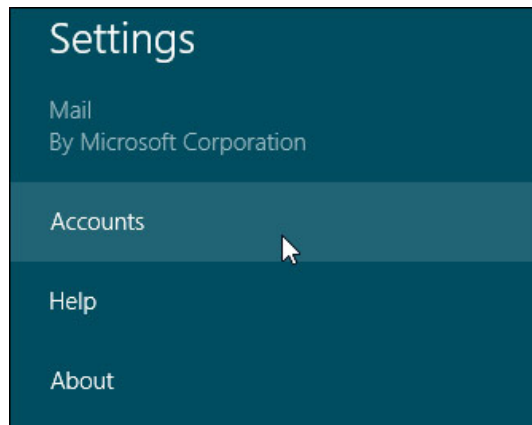 Settings
Mail
By Microsoft Corporation
Accounts
Help
About